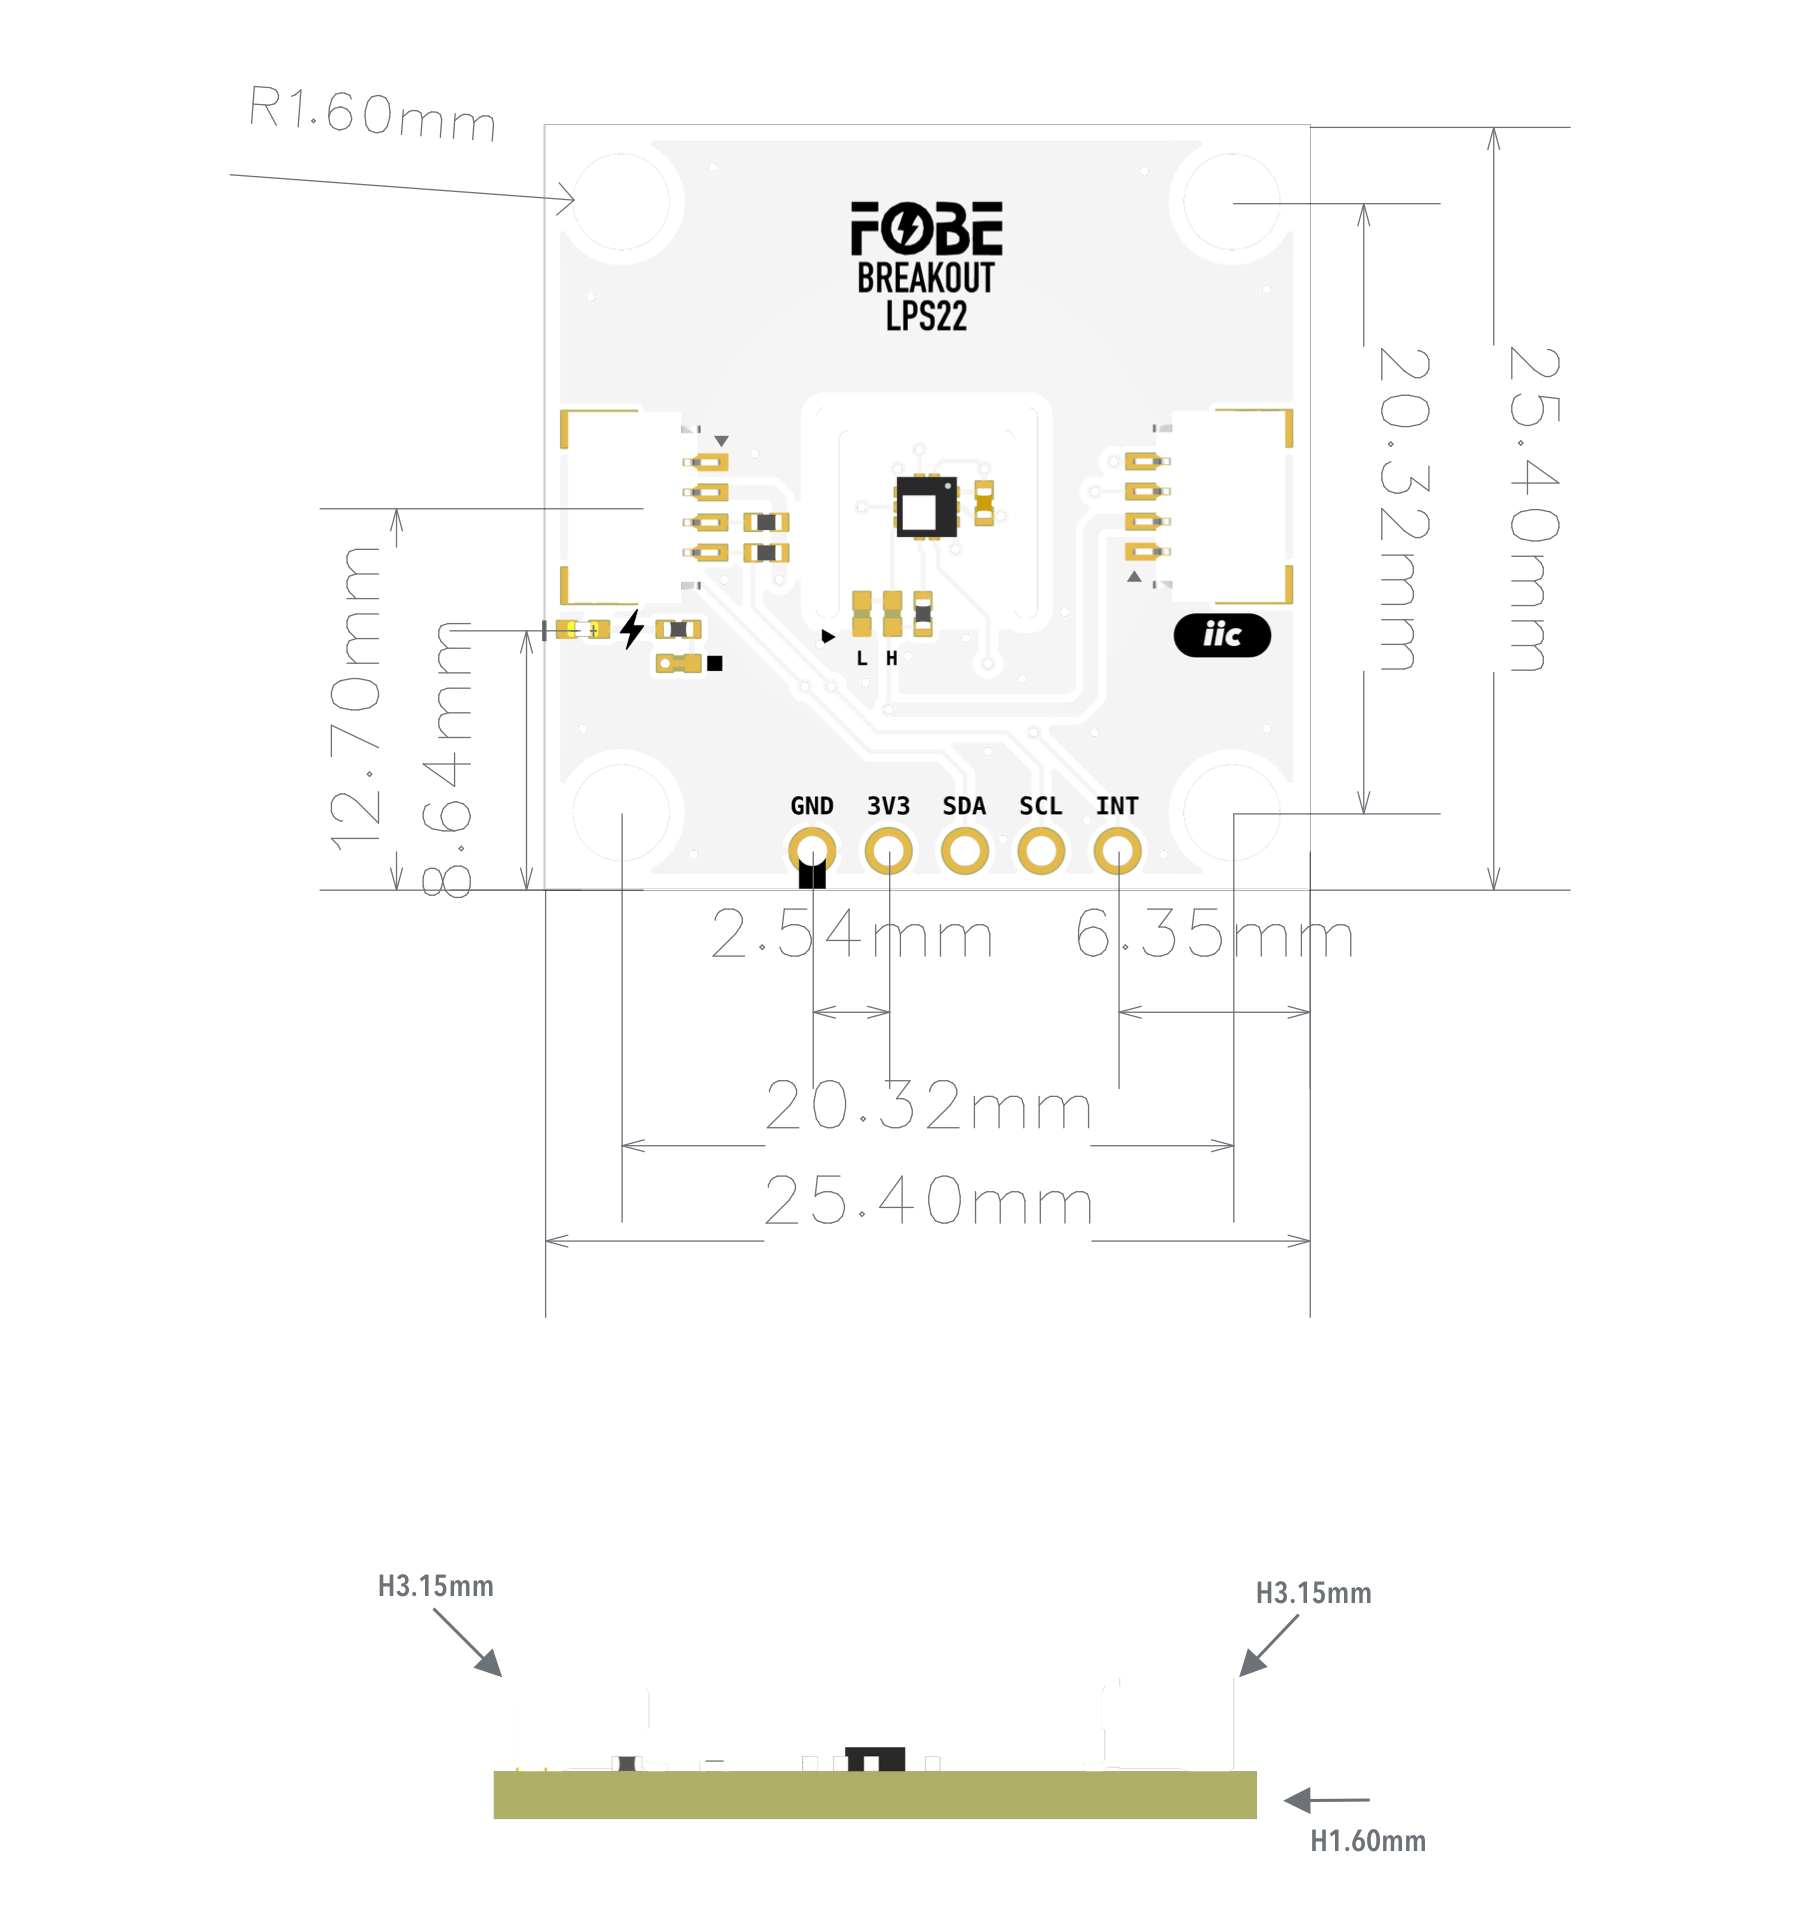 R1.60mm
FOBE
BREAKOUT
LPS22
20.32mm
25.40mm
12.70mm
8.64mm
L H
iic
GND 3V3 SDA SCL INT
2.54mm 6.35mm
20.32mm
25.40mm
H3.15mm H3.15mm
H1.60mm